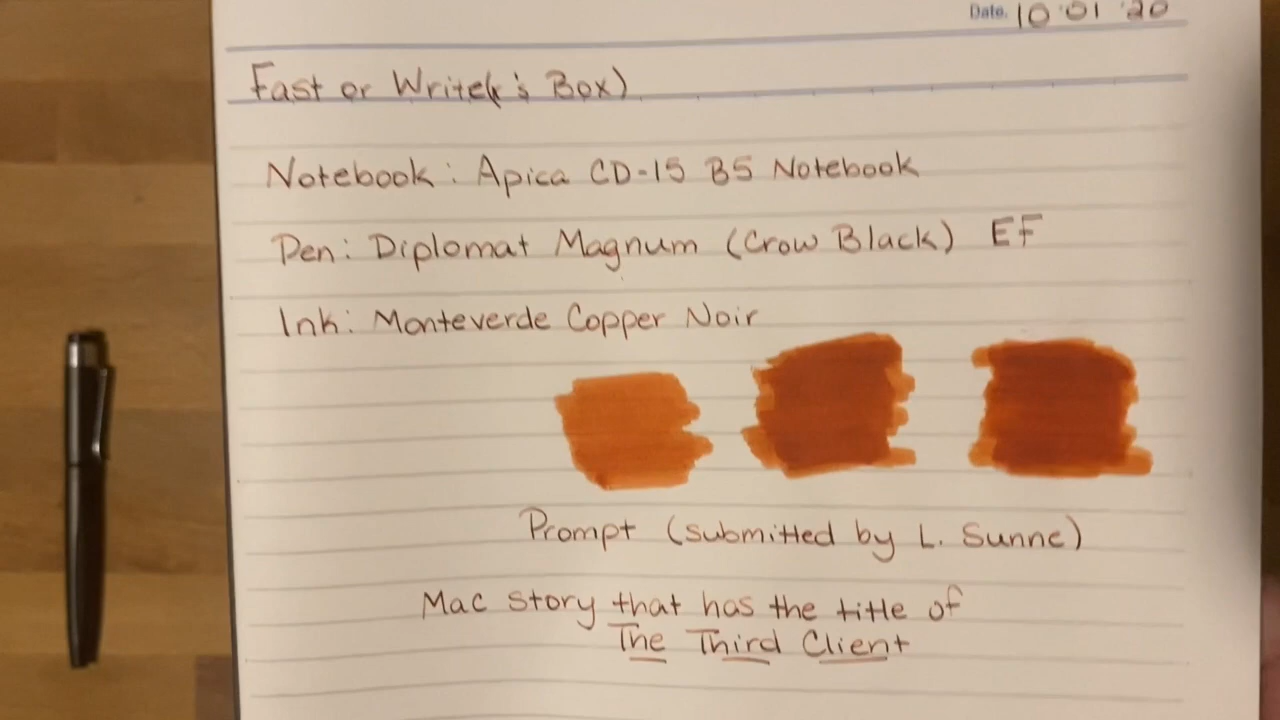 Date. 10 01 '20
Fast or Write(r's Box)
Notebook: Apica CD-15 B5 Notebook
Pen: Diplomat Magnum (Crow Black) EF
Ink: Monteverde Copper Noir
Prompt (submitted by L. Sunne)
Mac story that has the title of
The Third Client